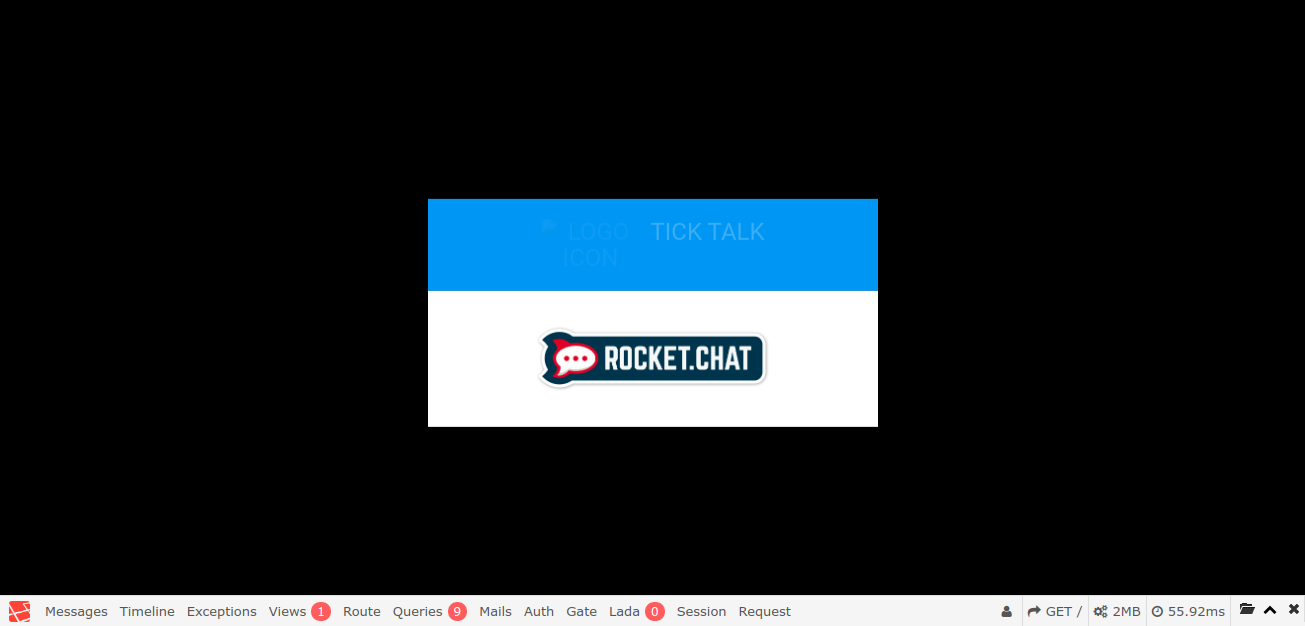 LOGO TICK TALK
ICON
ROCKET.CHAT
Messages Timeline Exceptions Views 1 Route Queries 9 Mails Auth Gate Lada 0 Session Request GET / 2MB 55.92ms